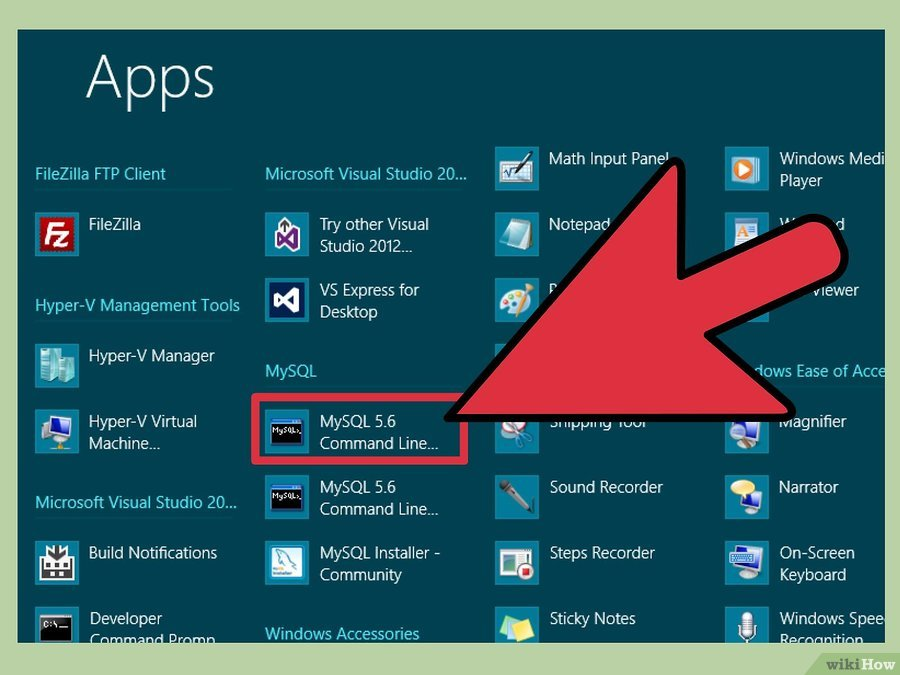 Apps
FileZilla FTP Client
FileZilla
Hyper-V Management Tools
Hyper-V Manager
Hyper-V Virtual
Machine...
Microsoft Visual Studio 20...
Build Notifications
Developer
Command Promp
Microsoft Visual Studio 20...
Try other Visual
Studio 2012...
VS Express for
Desktop
MySQL
MySQL 5.6
Command Line...
MySQL 5.6
Command Line...
MySQL Installer -
Community
Windows Accessories
Math Input Panel
Notepad
Snipping Tool
Sound Recorder
Steps Recorder
Sticky Notes
Windows Medi
Player
Viewer
dows Ease of Acce
Magnifier
Narrator
On-Screen
Keyboard
Windows Spee
Recognition
wikiHow